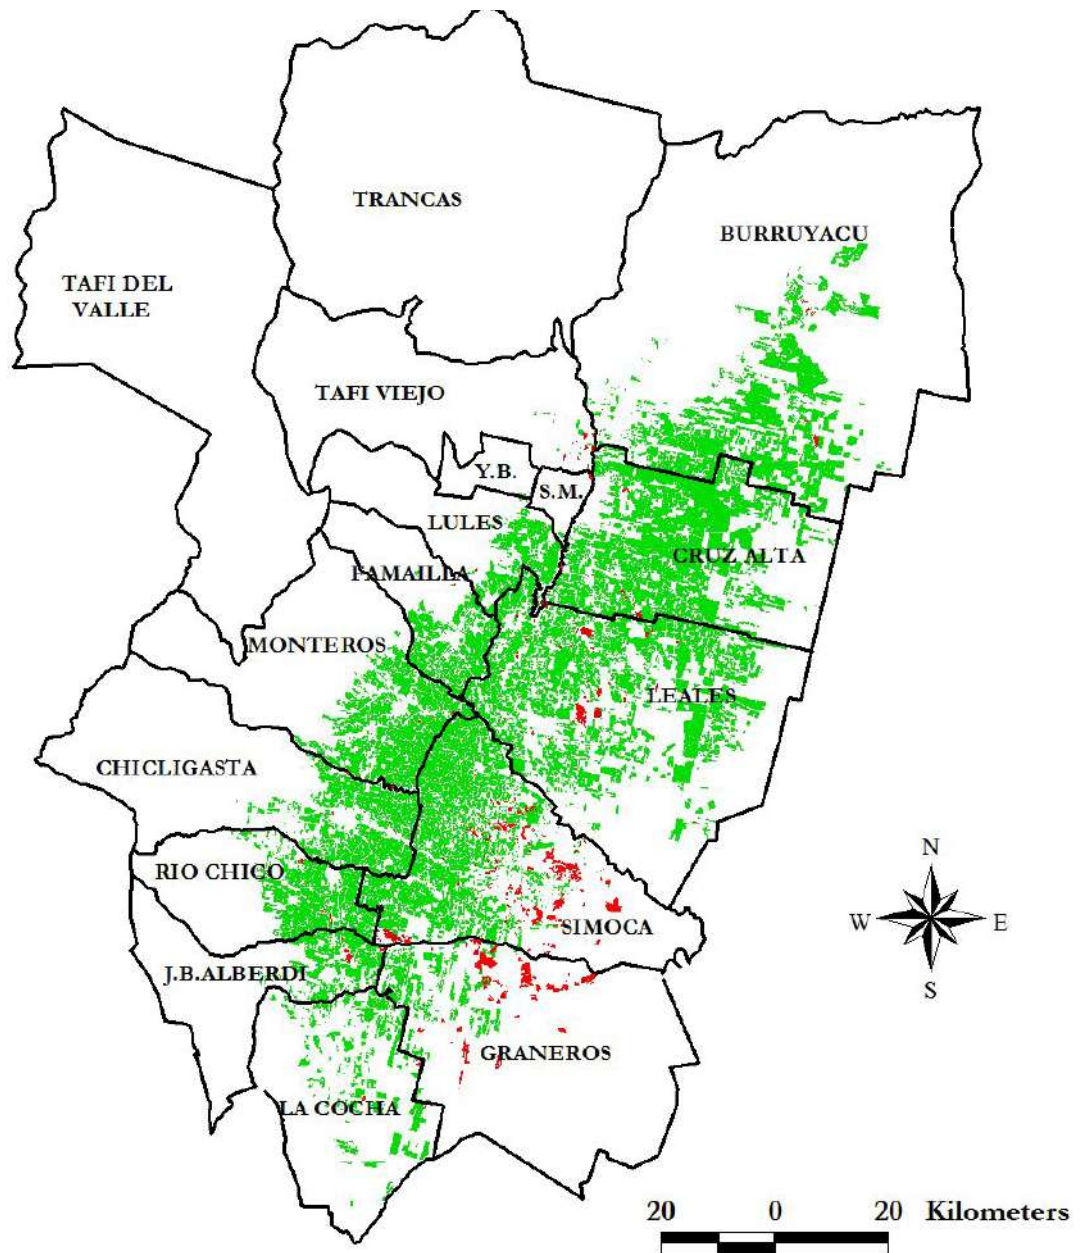 TRANCAS
BURRUYACU
TAFI DEL
VALLE
TAFI VIEJO
Y.B.
S.M.
LULES
FAMAILLA
CRUZ ALTA
MONTEROS
LEALES
CHICLIGASTA
RIO CHICO
SIMOCA
J.B.ALBERDI
GRANEROS
LA COCHA
N
W E
S
20 0 20 Kilometers